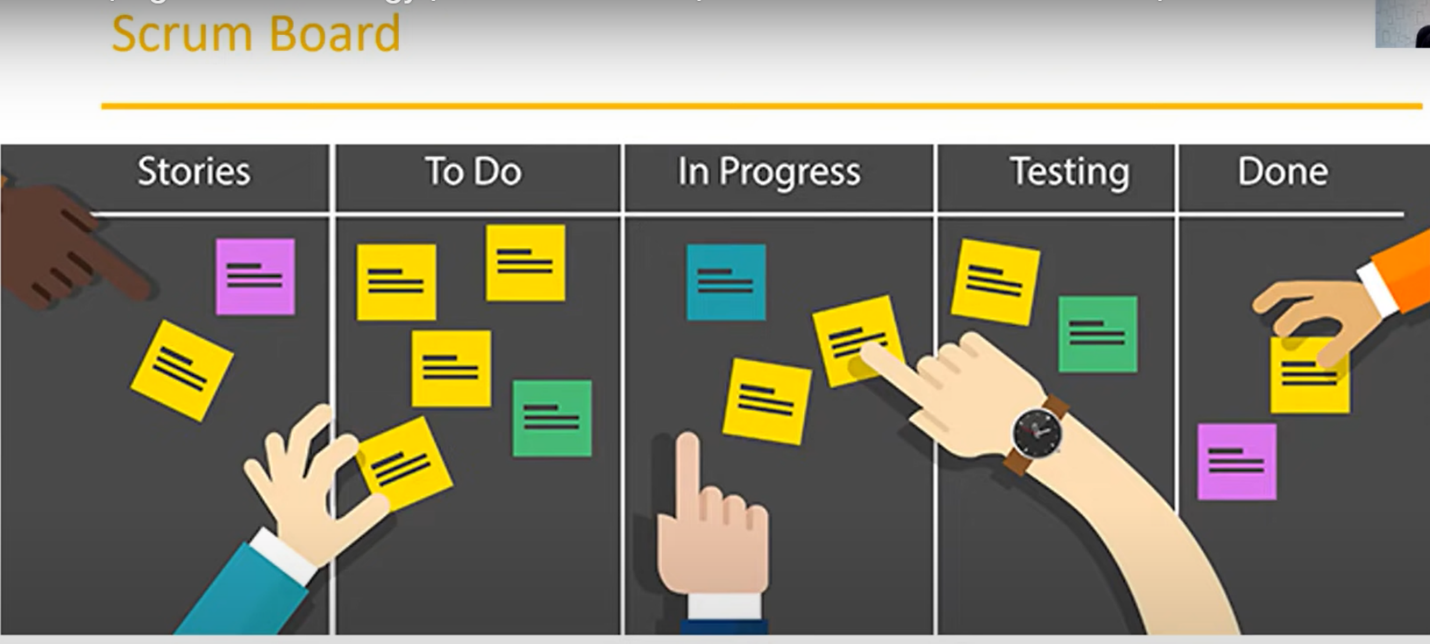 Scrum Board
Stories
To Do
In Progress
Testing
Done